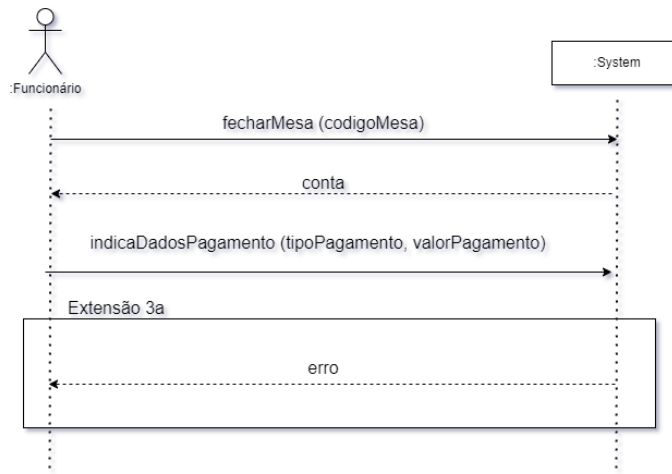 :Funcionário
:System
fecharMesa (codigoMesa)
conta
indicaDadosPagamento (tipoPagamento, valorPagamento)
Extensão 3a
erro